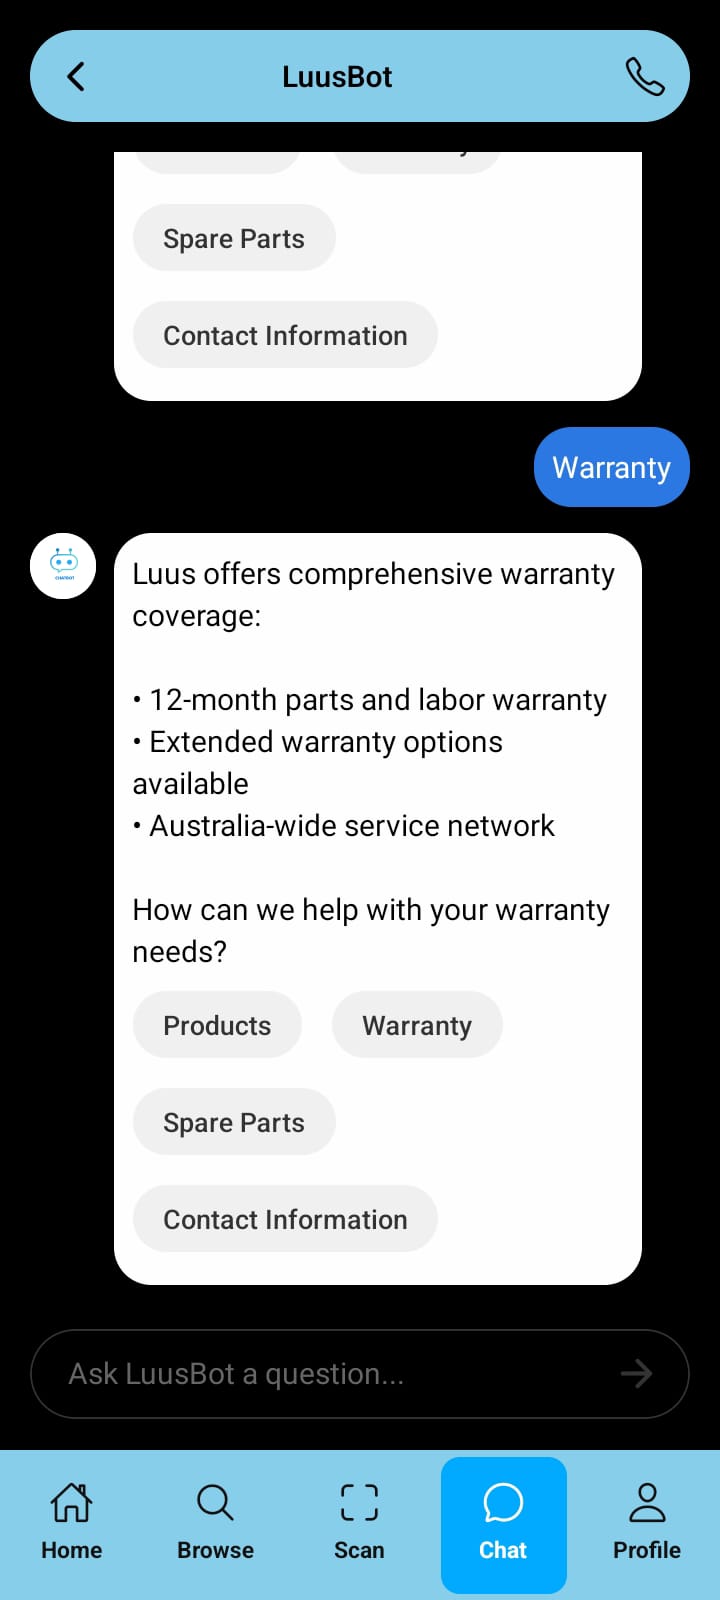 LuusBot
Spare Parts
Contact Information
Warranty
CHATBOT
Luus offers comprehensive warranty
coverage:
• 12-month parts and labor warranty
• Extended warranty options
available
• Australia-wide service network
How can we help with your warranty
needs?
Products
Warranty
Spare Parts
Contact Information
Ask LuusBot a question...
Home
Browse
Scan
Chat
Profile